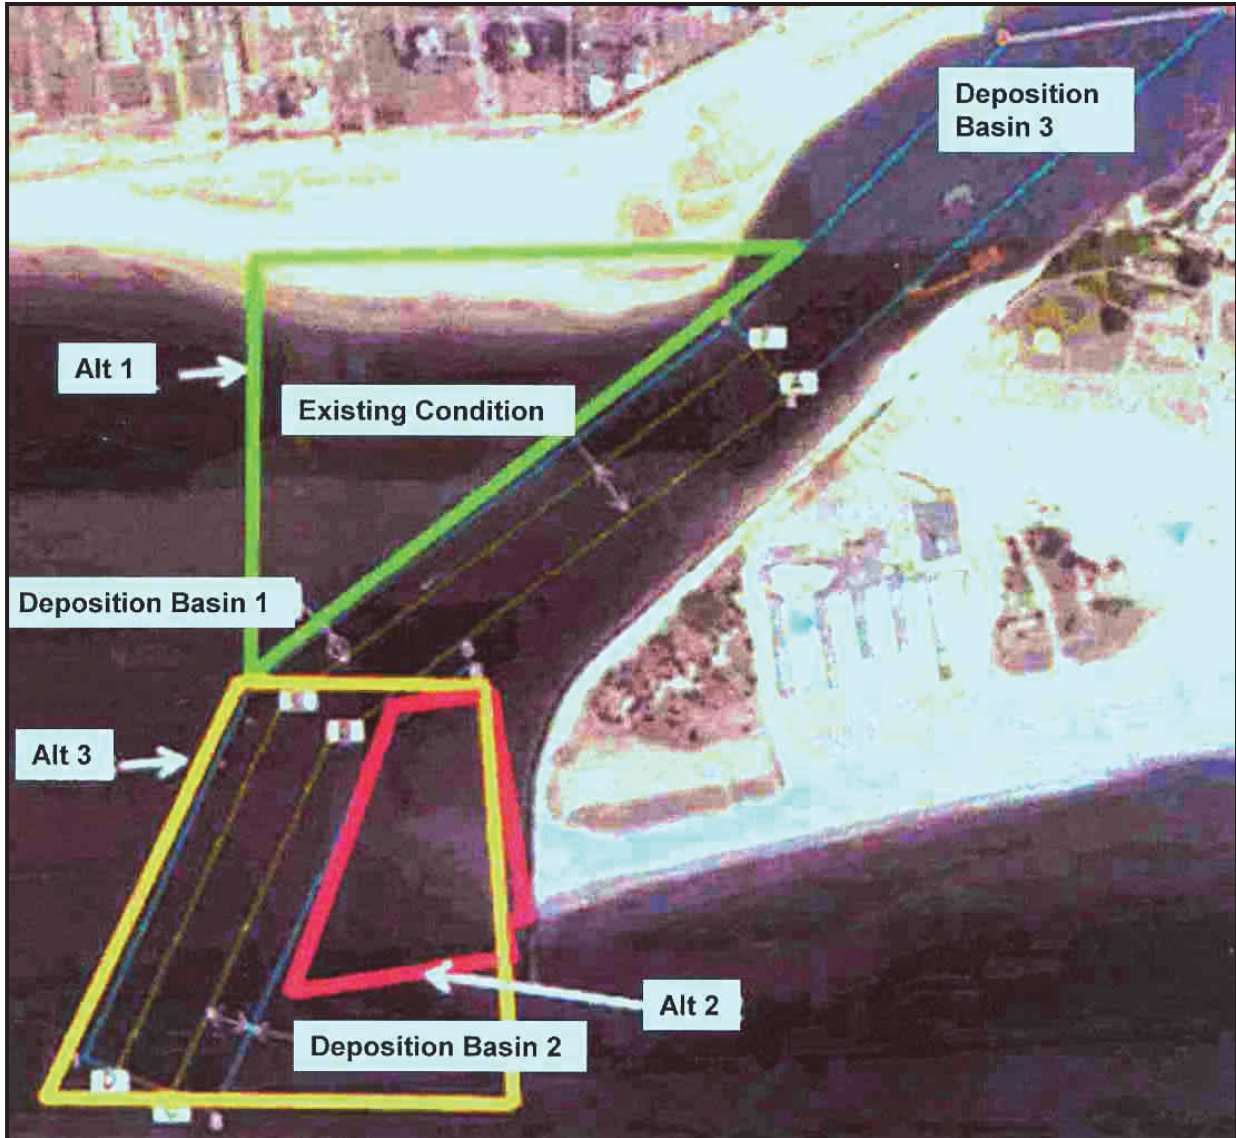 Deposition
Basin 3
Alt 1
Existing Condition
Deposition Basin 1
Alt 3
Alt 2
Deposition Basin 2